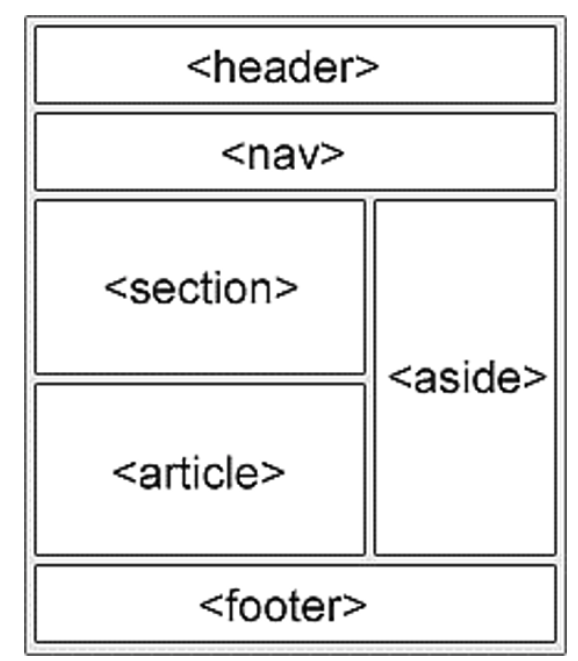 <header>
<nav>
<section>
<aside>
<article>
<footer>